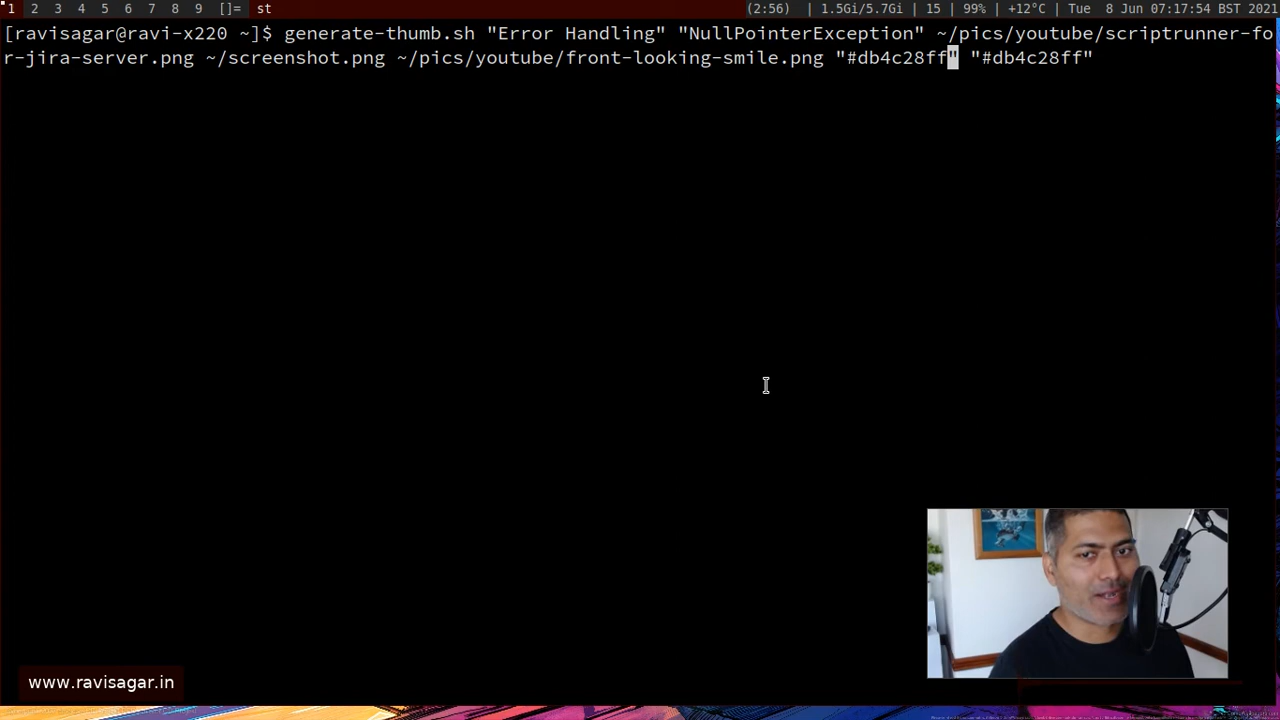 1 2 3 4 5 6 7 8 9 []= st (2:56) | 1.5Gi/5.7Gi | 15 | 99% | +12°C | Tue 8 Jun 07:17:54 BST 2021
[ravisagar@ravi-x220 ~]$ generate-thumb.sh "Error Handling" "NullPointerException" ~/pics/youtube/scriptrunner-fo
r-jira-server.png ~/screenshot.png ~/pics/youtube/front-looking-smile.png "#db4c28ff" "#db4c28ff"
www.ravisagar.in